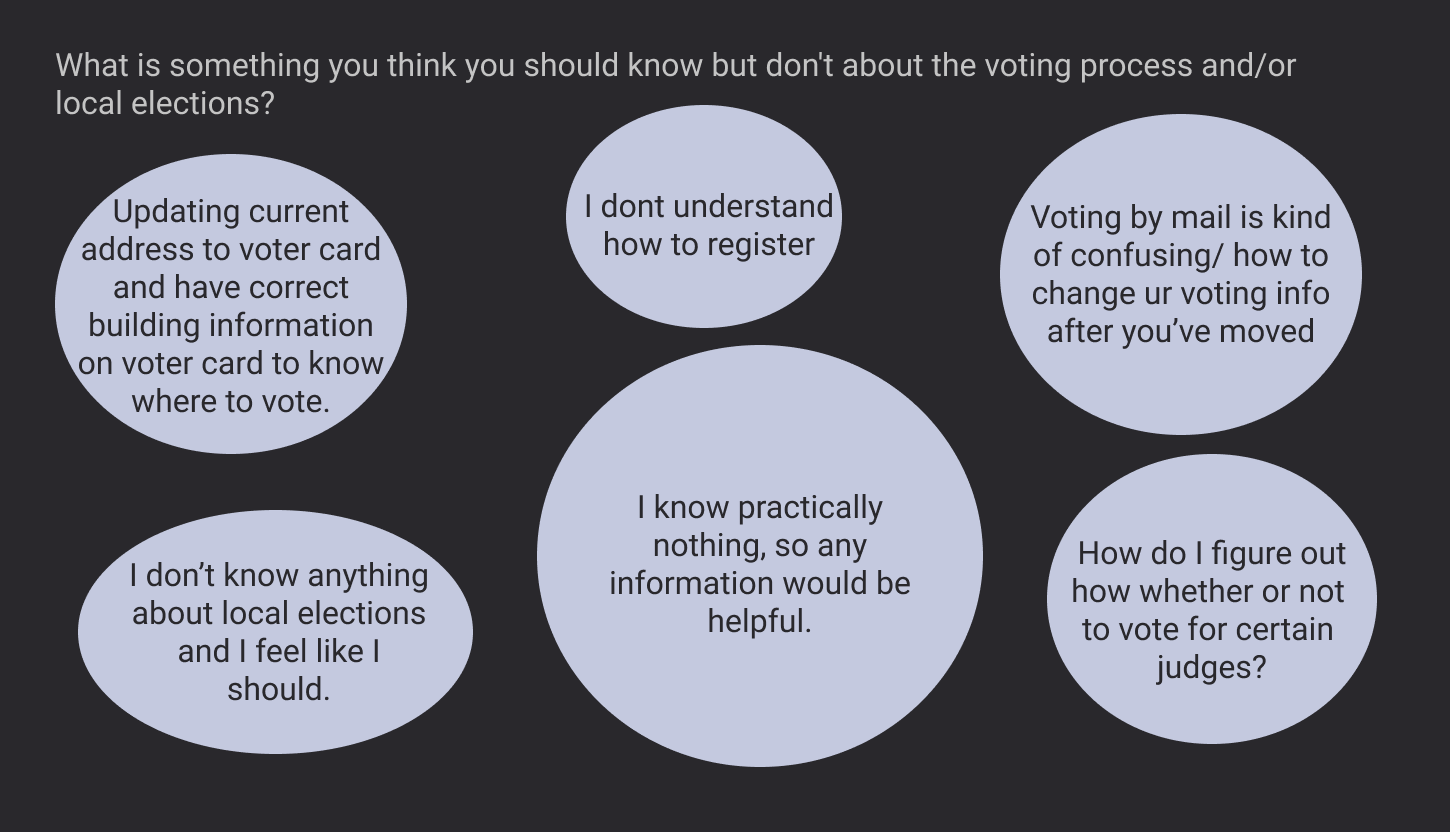 What is something you think you should know but don't about the voting process and/or
local elections?
Updating current
address to voter card
and have correct
building information
on voter card to know
where to vote.
I dont understand
how to register
Voting by mail is kind
of confusing/ how to
change ur voting info
after you’ve moved
I don’t know anything
about local elections
and I feel like I
should.
I know practically
nothing, so any
information would be
helpful.
How do I figure out
how whether or not
to vote for certain
judges?